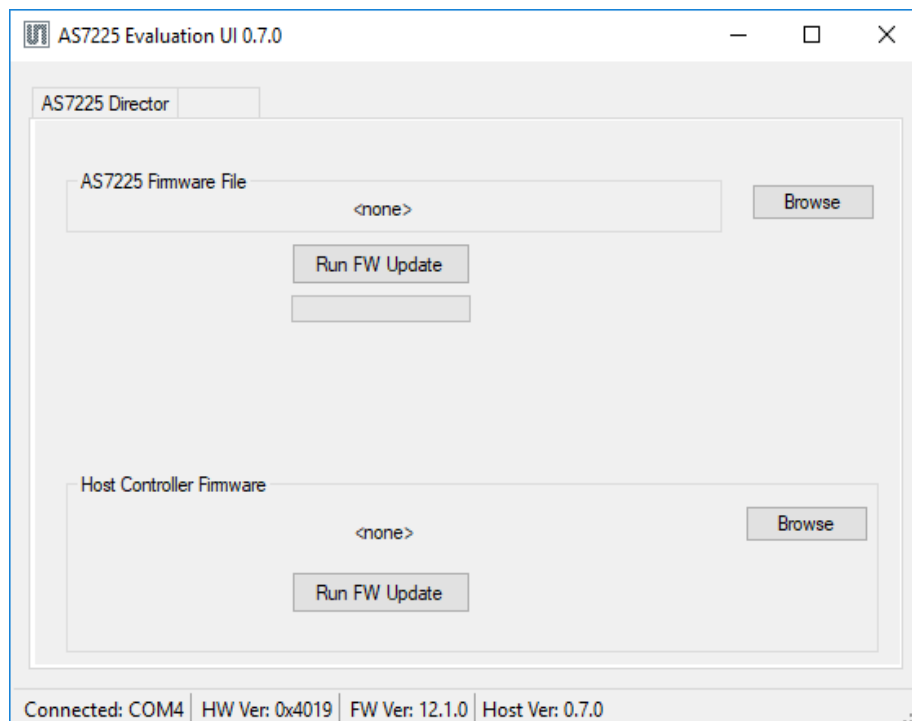 AS7225 Evaluation UI 0.7.0
AS7225 Director
AS7225 Firmware File
<none>
Browse
Run FW Update
Host Controller Firmware
<none>
Browse
Run FW Update
Connected: COM4 HW Ver: 0x4019 FW Ver: 12.1.0 Host Ver: 0.7.0